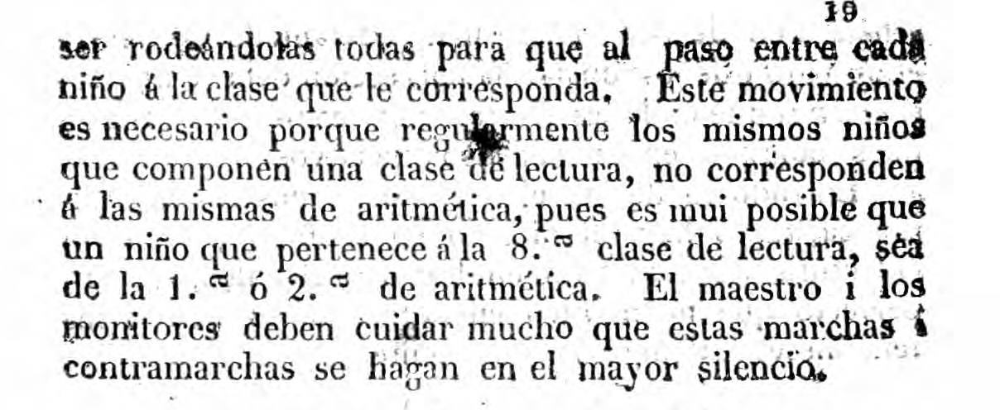 19
ser rodeándolas todas para que al paso entre cada
niño á la clase que le corresponda. Este movimiento
es necesario porque regularmente los mismos niños
que componen una clase de lectura, no corresponden
á las mismas de aritmética, pues es mui posible que
un niño que pertenece á la 8.ª clase de lectura, sea
de la 1.ª ó 2.ª de aritmética. El maestro i los
monitores deben cuidar mucho que estas marchas i
contramarchas se hagan en el mayor silencio.